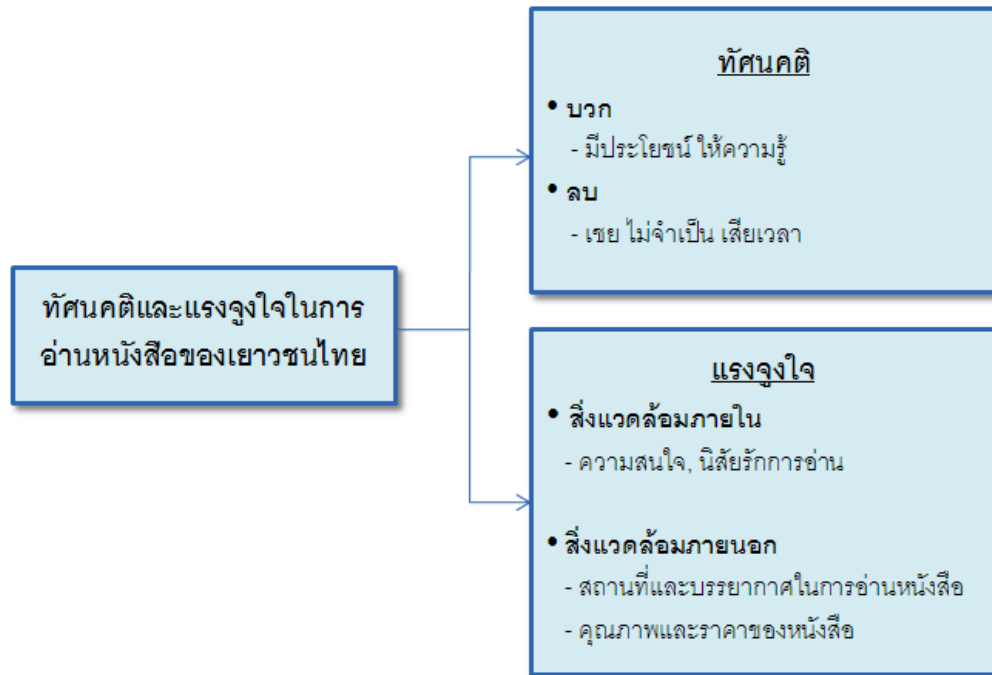 ทัศนคติและแรงจูงใจในการ
อ่านหนังสือของเยาวชนไทย
ทัศนคติ
• บวก
- มีประโยชน์ ให้ความรู้
• ลบ
- เชย ไม่จำเป็น เสียเวลา
แรงจูงใจ
• สิ่งแวดล้อมภายใน
- ความสนใจ, นิสัยรักการอ่าน
• สิ่งแวดล้อมภายนอก
- สถานที่และบรรยากาศในการอ่านหนังสือ
- คุณภาพและราคาของหนังสือ